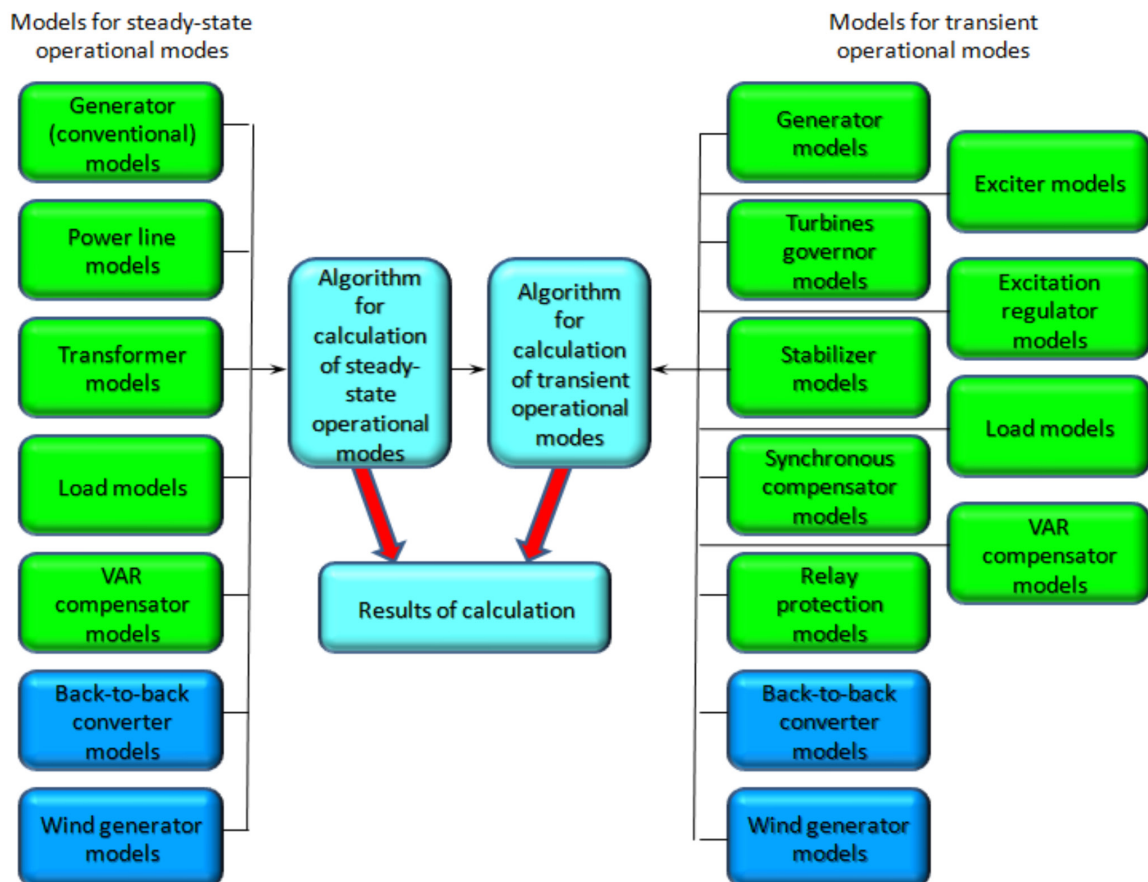 Models for steady-state
operational modes
Generator
(conventional)
models
Power line
models
Transformer
models
Load models
VAR
compensator
models
Back-to-back
converter
models
Wind generator
models
Algorithm
for
calculation
of steady-
state
operational
modes
Algorithm
for
calculation
of transient
operational
modes
Results of calculation
Models for transient
operational modes
Generator
models
Exciter models
Turbines
governor
models
Excitation
regulator
models
Stabilizer
models
Load models
Synchronous
compensator
models
VAR
compensator
models
Relay
protection
models
Back-to-back
converter
models
Wind generator
models